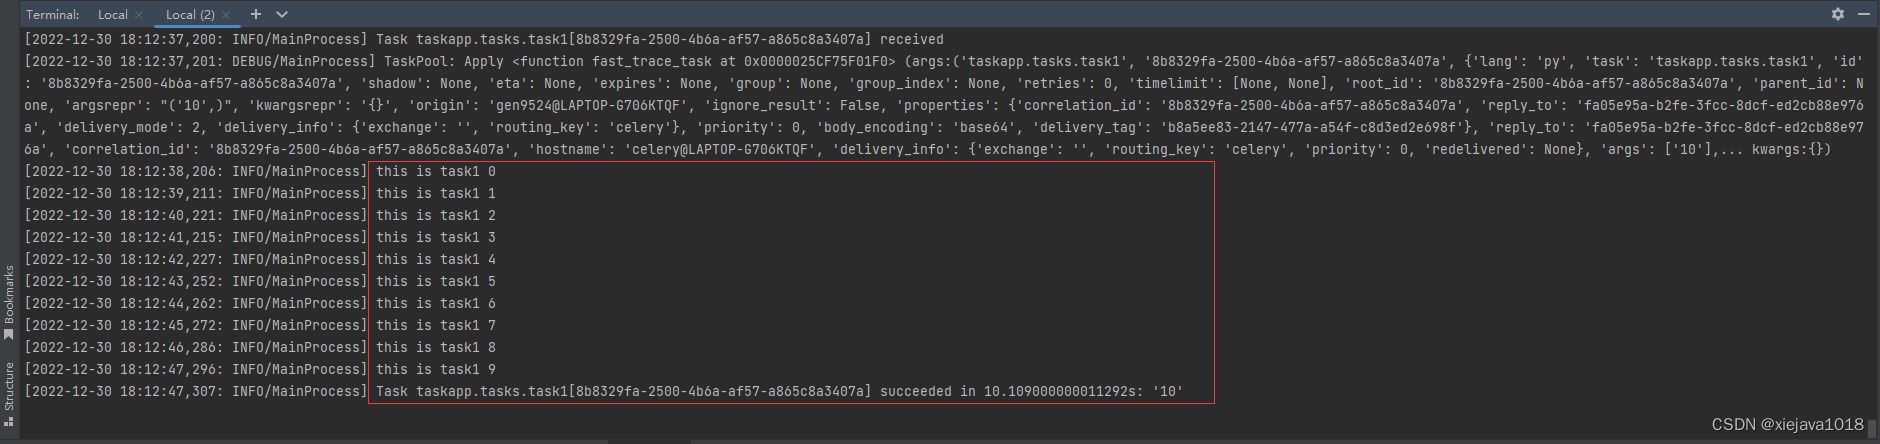 Terminal: Local × Local (2) × +
[2022-12-30 18:12:37,200: INFO/MainProcess] Task taskapp.tasks.task1[8b8329fa-2500-4b6a-af57-a865c8a3407a] received
[2022-12-30 18:12:37,201: DEBUG/MainProcess] TaskPool: Apply <function fast_trace_task at 0x0000025CF75F01F0> (args:('taskapp.tasks.task1', '8b8329fa-2500-4b6a-af57-a865c8a3407a', {'lang': 'py', 'task': 'taskapp.tasks.task1', 'id'
: '8b8329fa-2500-4b6a-af57-a865c8a3407a', 'shadow': None, 'eta': None, 'expires': None, 'group': None, 'group_index': None, 'retries': 0, 'timelimit': [None, None], 'root_id': '8b8329fa-2500-4b6a-af57-a865c8a3407a', 'parent_id': N
one, 'argsrepr': "('10',)", 'kwargsrepr': '{}', 'origin': 'gen9524@LAPTOP-G706KTQF', 'ignore_result': False, 'properties': {'correlation_id': '8b8329fa-2500-4b6a-af57-a865c8a3407a', 'reply_to': 'fa05e95a-b2fe-3fcc-8dcf-ed2cb88e976
a', 'delivery_mode': 2, 'delivery_info': {'exchange': '', 'routing_key': 'celery'}, 'priority': 0, 'body_encoding': 'base64', 'delivery_tag': 'b8a5ee83-2147-477a-a54f-c8d3ed2e698f'}, 'reply_to': 'fa05e95a-b2fe-3fcc-8dcf-ed2cb88e97
6a', 'correlation_id': '8b8329fa-2500-4b6a-af57-a865c8a3407a', 'hostname': 'celery@LAPTOP-G706KTQF', 'delivery_info': {'exchange': '', 'routing_key': 'celery', 'priority': 0, 'redelivered': None}, 'args': ['10'],... kwargs:{})
[2022-12-30 18:12:38,206: INFO/MainProcess] this is task1 0
[2022-12-30 18:12:39,211: INFO/MainProcess] this is task1 1
[2022-12-30 18:12:40,221: INFO/MainProcess] this is task1 2
[2022-12-30 18:12:41,215: INFO/MainProcess] this is task1 3
[2022-12-30 18:12:42,227: INFO/MainProcess] this is task1 4
[2022-12-30 18:12:43,252: INFO/MainProcess] this is task1 5
[2022-12-30 18:12:44,262: INFO/MainProcess] this is task1 6
[2022-12-30 18:12:45,272: INFO/MainProcess] this is task1 7
[2022-12-30 18:12:46,286: INFO/MainProcess] this is task1 8
[2022-12-30 18:12:47,296: INFO/MainProcess] this is task1 9
[2022-12-30 18:12:47,307: INFO/MainProcess] Task taskapp.tasks.task1[8b8329fa-2500-4b6a-af57-a865c8a3407a] succeeded in 10.109000000011292s: '10'
Bookmarks
Structure
CSDN @xiejava1018